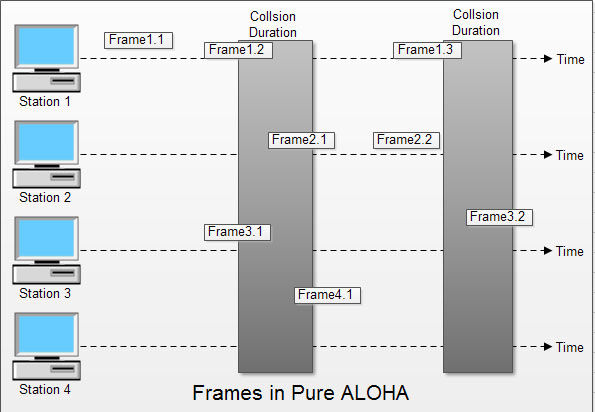 Collsion
Duration
Collsion
Duration
Frame1.1
Frame1.2
Frame1.3
Time
Station 1
Frame2.1
Frame2.2
Time
Station 2
Frame3.1
Frame3.2
Time
Station 3
Frame4.1
Time
Station 4
Frames in Pure ALOHA